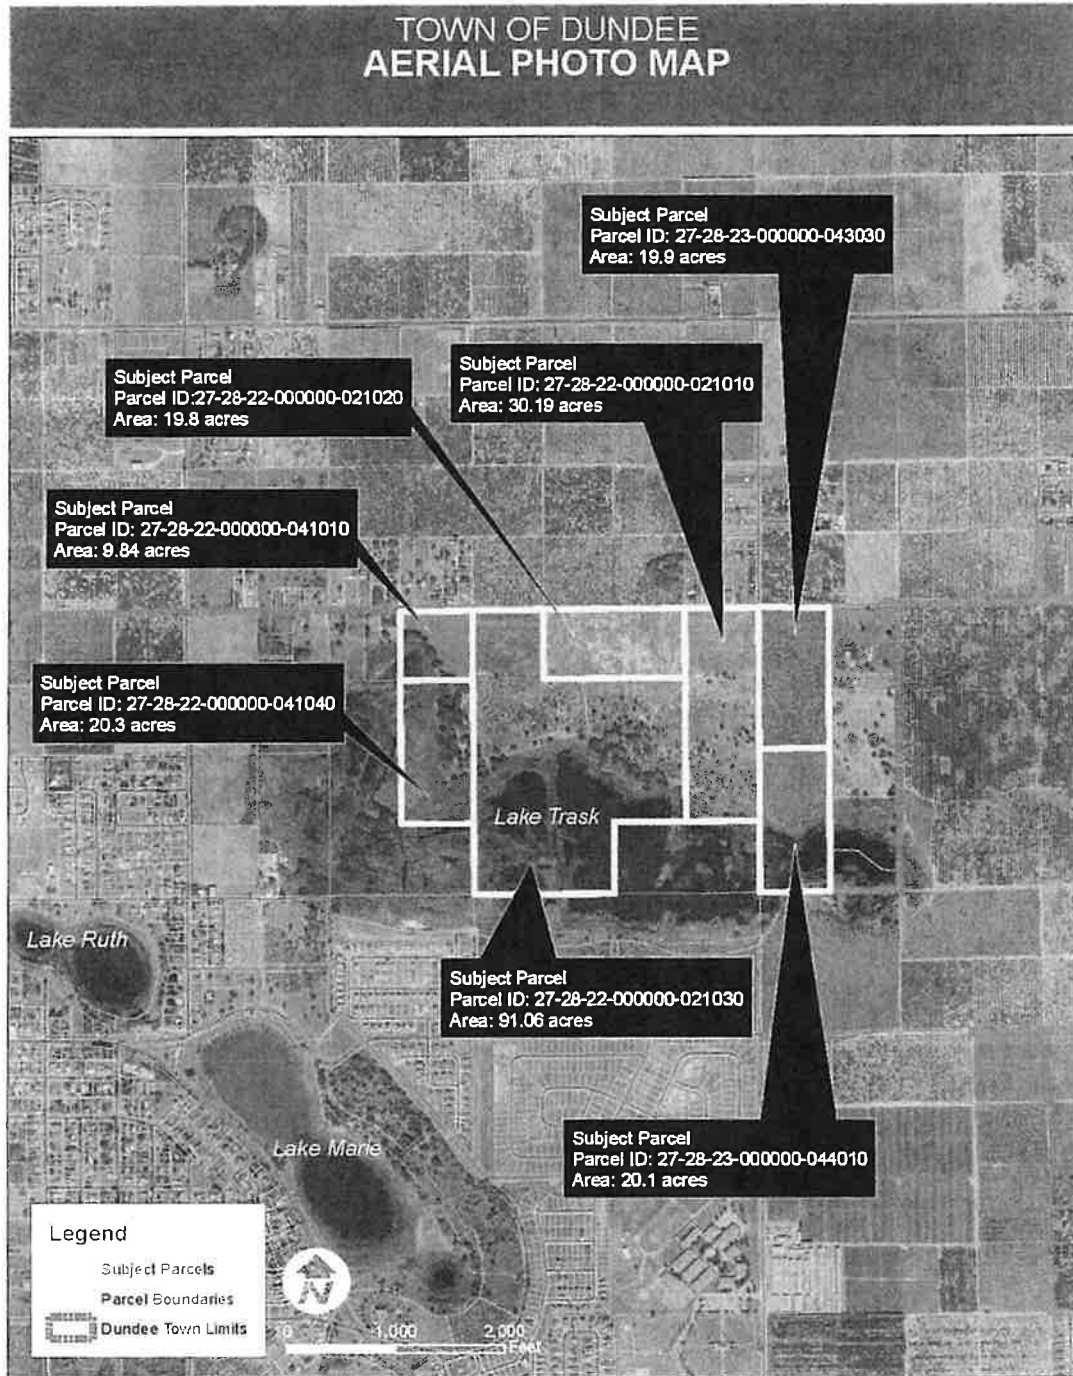 TOWN OF DUNDEE
AERIAL PHOTO MAP
Subject Parcel
Parcel ID: 27-28-23-000000-043030
Area: 19.9 acres
Subject Parcel
Parcel ID: 27-28-22-000000-021010
Area: 30.19 acres
Subject Parcel
Parcel ID:27-28-22-000000-021020
Area: 19.8 acres
Subject Parcel
Parcel ID: 27-28-22-000000-041010
Area: 9.84 acres
Subject Parcel
Parcel ID: 27-28-22-000000-041040
Area: 20.3 acres
Lake Trask
Lake Ruth
Subject Parcel
Parcel ID: 27-28-22-000000-021030
Area: 91.06 acres
Lake Marie
Subject Parcel
Parcel ID: 27-28-23-000000-044010
Area: 20.1 acres
Legend
Subject Parcels
Parcel Boundaries
Dundee Town Limits
N
0 1,000 2,000
Feet